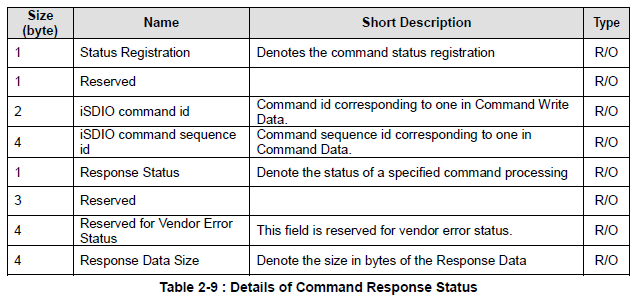 Size (byte) Name Short Description Type
1 Status Registration Denotes the command status registration R/O
1 Reserved R/O
2 iSDIO command id Command id corresponding to one in Command Write Data. R/O
4 iSDIO command sequence id Command sequence id corresponding to one in Command Data. R/O
1 Response Status Denote the status of a specified command processing R/O
3 Reserved R/O
4 Reserved for Vendor Error Status This field is reserved for vendor error status. R/O
4 Response Data Size Denote the size in bytes of the Response Data R/O
Table 2-9 : Details of Command Response Status